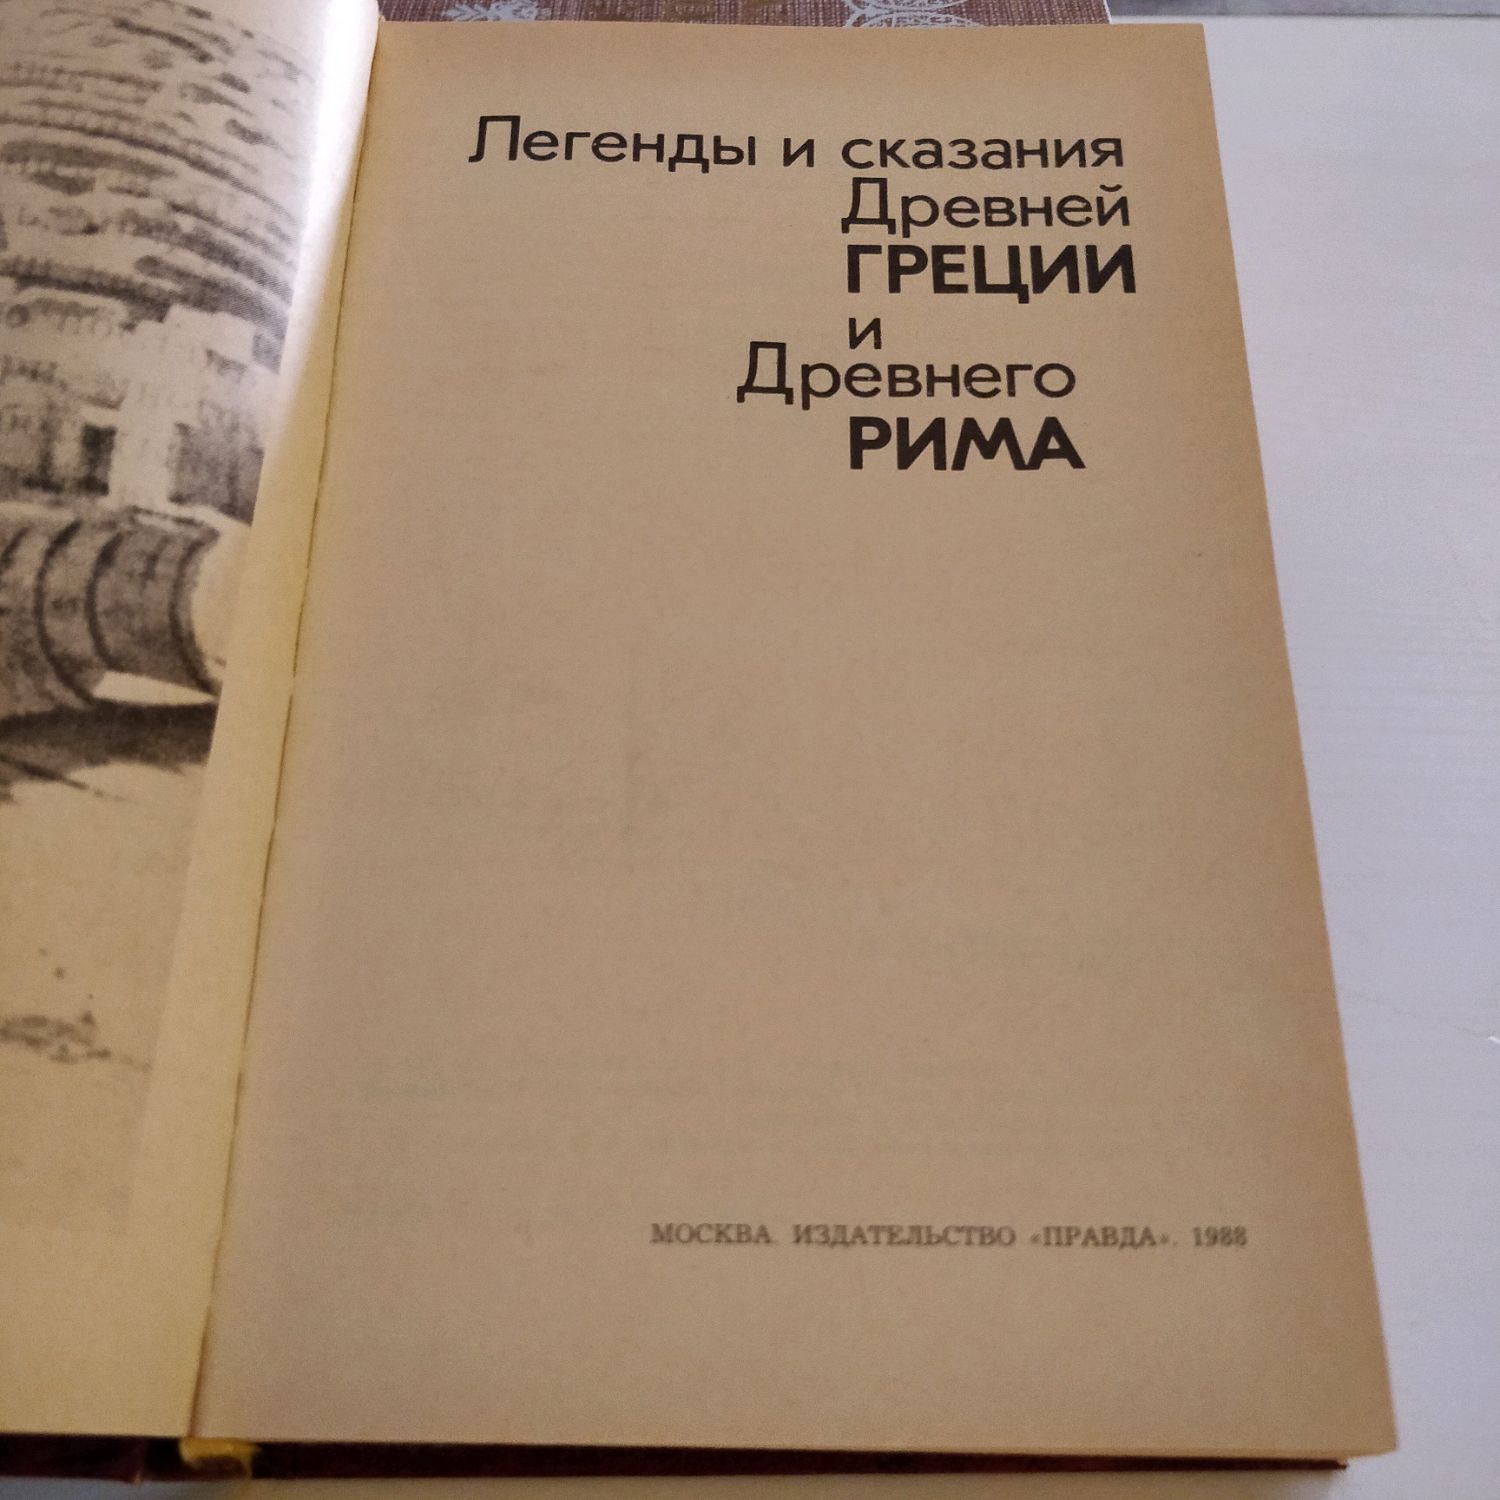 Легенды и сказания
Древней
ГРЕЦИИ
и
Древнего
РИМА
МОСКВА. ИЗДАТЕЛЬСТВО «ПРАВДА». 1988